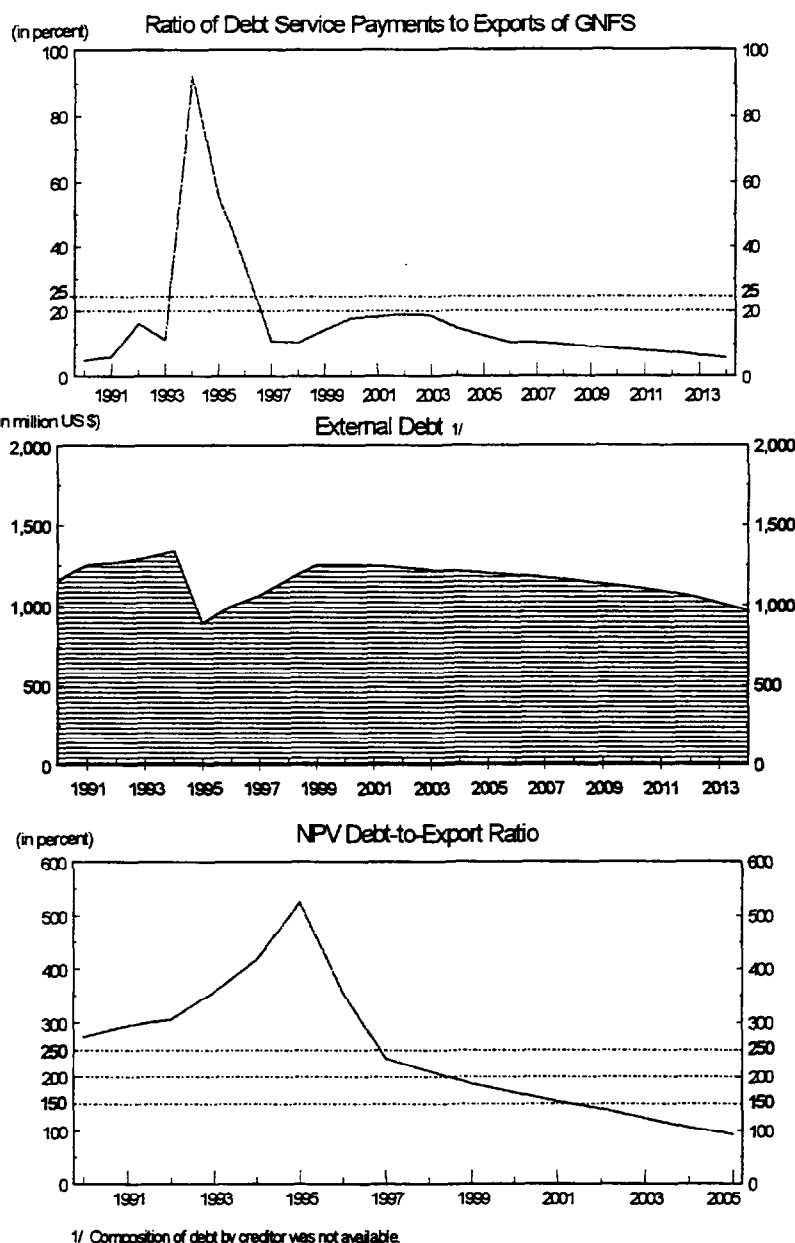 Ratio of Debt Service Payments to Exports of GNFS
(in percent)
100 100
80 80
60 60
40 40
25 25
20 20
0 0
1991 1993 1995 1997 1999 2001 2003 2005 2007 2009 2011 2013
n million US $)
External Debt 1/
2,000 2,000
1,500 1,500
1,000 1,000
500 500
0 0
1991 1993 1995 1997 1999 2001 2003 2005 2007 2009 2011 2013
(in percent)
NPV Debt-to-Export Ratio
600 600
500 500
400 400
300 300
250 250
200 200
150 150
100 100
0 0
1991 1993 1995 1997 1999 2001 2003 2005
1/ Composition of debt by creditor was not available.